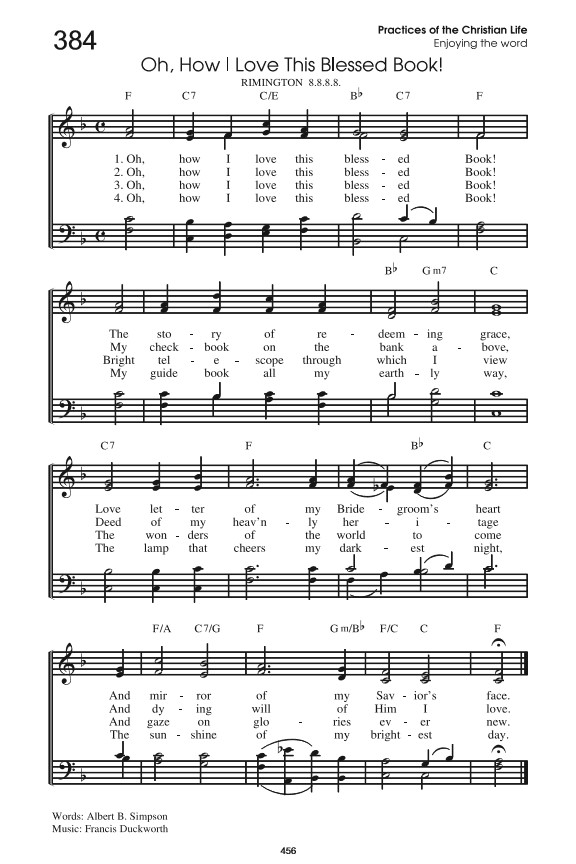 384
Practices of the Christian Life
Enjoying the word
Oh, How I Love This Blessed Book!
RIMINGTON 8.8.8.8.
F C7 C/E B♭ C7 F
1. Oh, how I love this bless - ed Book!
2. Oh, how I love this bless - ed Book!
3. Oh, how I love this bless - ed Book!
4. Oh, how I love this bless - ed Book!
B♭ Gm7 C
The sto - ry of re - deem - ing grace,
My check - book on the bank a - bove,
Bright tel - e - scope through which I view
My guide book all my earth - ly way,
C7 F B♭ C
Love let - ter of my Bride - groom's heart
Deed of my heav'n - ly her - i - tage
The won - ders of the world to come
The lamp that cheers my dark - est night,
F/A C7/G F Gm/B♭ F/C C F
And mir - ror of my Sav - ior's face.
And dy - ing will of Him I love.
And gaze on glo - ries ev - er new.
The sun - shine of my bright - est day.
Words: Albert B. Simpson
Music: Francis Duckworth
456